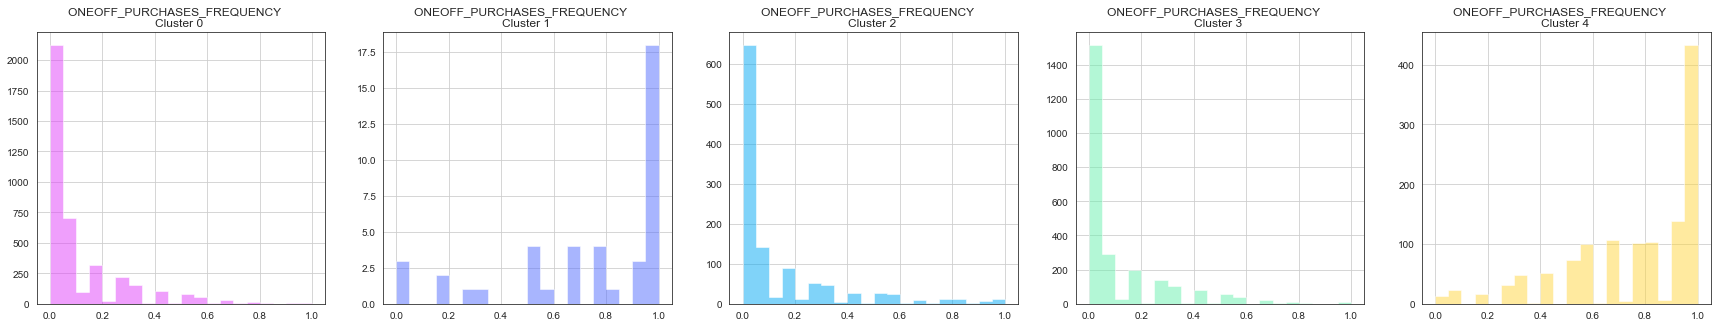 ONEOFF_PURCHASES_FREQUENCY
Cluster 0
2000
1750
1500
1250
1000
750
500
250
0
0.0 0.2 0.4 0.6 0.8 1.0
ONEOFF_PURCHASES_FREQUENCY
Cluster 1
17.5
15.0
12.5
10.0
7.5
5.0
2.5
0.0
0.0 0.2 0.4 0.6 0.8 1.0
ONEOFF_PURCHASES_FREQUENCY
Cluster 2
600
500
400
300
200
100
0
0.0 0.2 0.4 0.6 0.8 1.0
ONEOFF_PURCHASES_FREQUENCY
Cluster 3
1400
1200
1000
800
600
400
200
0
0.0 0.2 0.4 0.6 0.8 1.0
ONEOFF_PURCHASES_FREQUENCY
Cluster 4
400
300
200
100
0
0.0 0.2 0.4 0.6 0.8 1.0